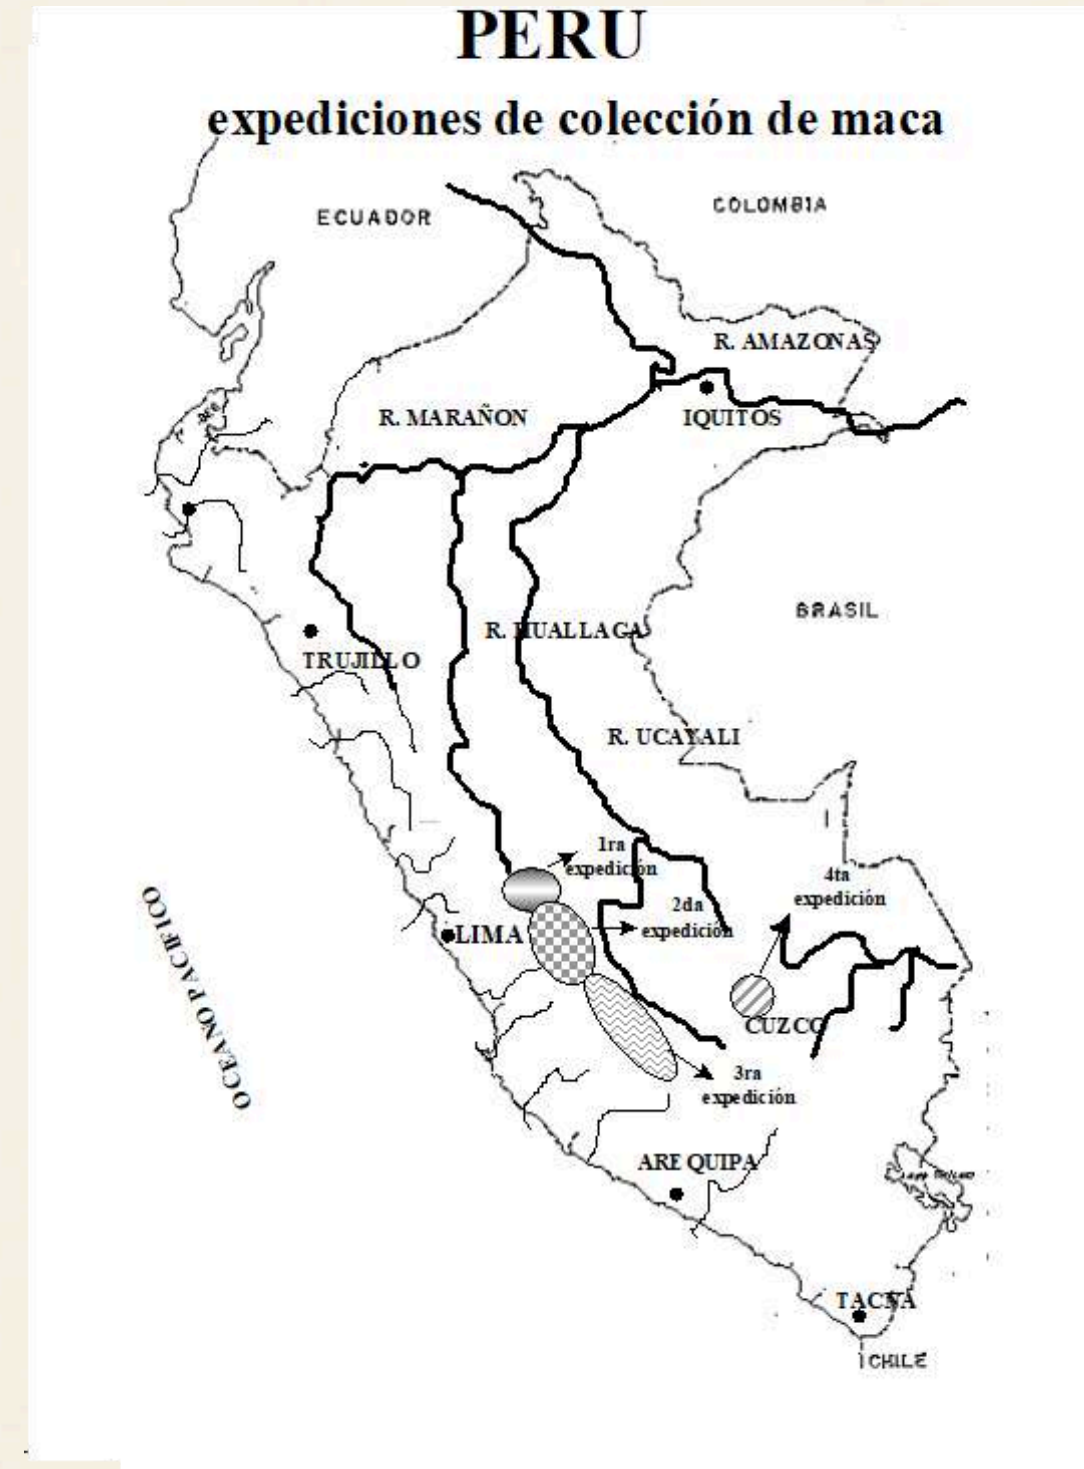 PERU
expediciones de colección de maca
ECUADOR
COLOMBIA
R. AMAZONAS
R. MARAÑON
IQUITOS
BRASIL
R. HUALLAGA
TRUJILLO
R. UCAYALI
1ra
expedición
4ta
expedición
2da
expedición
LIMA
OCEANO PACIFICO
CUZCO
3ra
expedición
AREQUIPA
TACNA
CHILE